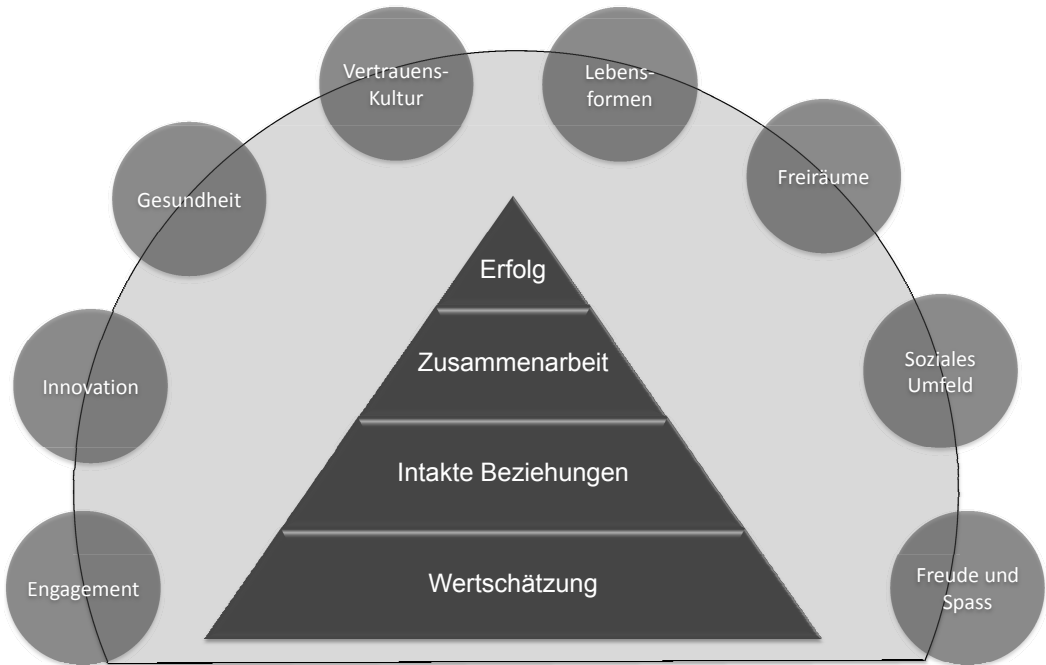 Vertrauens-
Kultur
Lebens-
formen
Gesundheit
Freiräume
Erfolg
Zusammenarbeit
Innovation
Soziales
Umfeld
Intakte Beziehungen
Engagement
Wertschätzung
Freude und
Spass